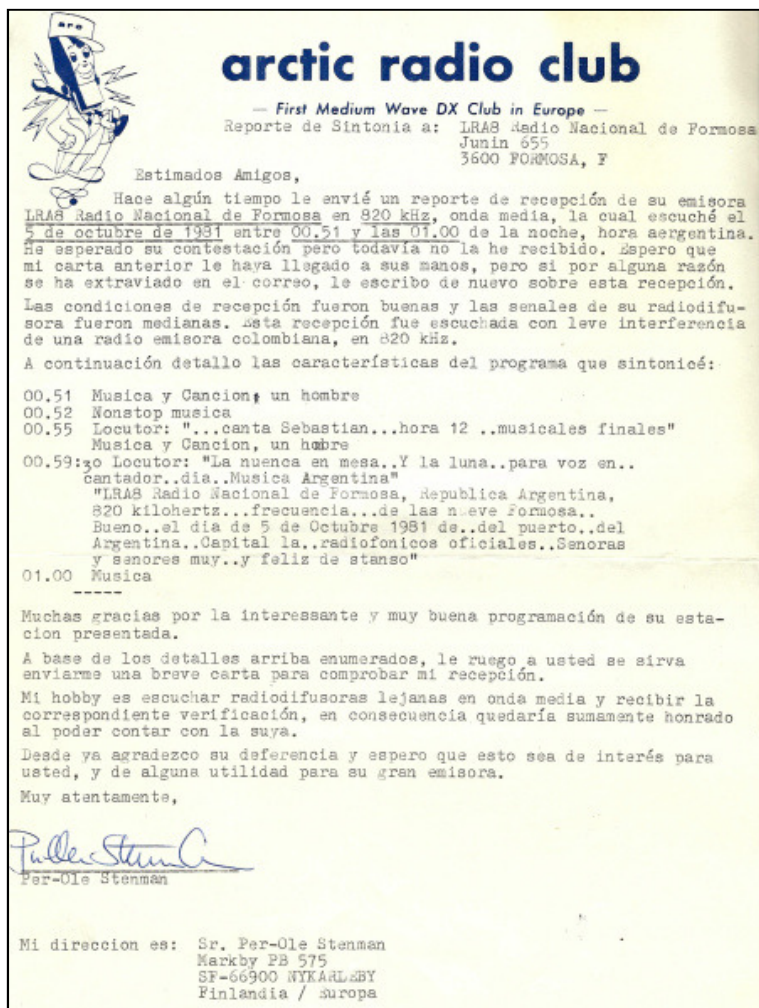 arc
arctic radio club
— First Medium Wave DX Club in Europe —
Reporte de Sintonia a: LRA8 Radio Nacional de Formosa
Junin 655
3600 FORMOSA, F
Estimados Amigos,
Hace algún tiempo le envié un reporte de recepción de su emisora
LRA8 Radio Nacional de Formosa en 820 kHz, onda media, la cual escuché el
5 de octubre de 1981 entre 00.51 y las 01.00 de la noche, hora aergentina.
He esperado su contestación pero todavía no la he recibido. Espero que
mi carta anterior le haya llegado a sus manos, pero si por alguna razón
se ha extraviado en el correo, le escribo de nuevo sobre esta recepción.
Las condiciones de recepción fueron buenas y las senales de su radiodifu-
sora fueron medianas. Esta recepción fue escuchada con leve interferencia
de una radio emisora colombiana, en 820 kHz.
A continuación detallo las características del programa que sintonicé:
00.51 Musica y Cancion, un hombre
00.52 Nonstop musica
00.55 Locutor: "...canta Sebastian...hora 12 ..musicales finales"
Musica y Cancion, un hobre
00.59:30 Locutor: "La nuenca en mesa..Y la luna..para voz en..
cantador..dia..Musica Argentina"
"LRA8 Radio Nacional de Formosa, Republica Argentina,
820 kilohertz...frecuencia...de las nueve Formosa..
Bueno..el dia de 5 de Octubre 1981 de..del puerto..del
Argentina..Capital la..radiofonicos oficiales..Senoras
y senores muy..y feliz de stanso"
01.00 Musica
-----
Muchas gracias por la interessante y muy buena programación de su esta-
cion presentada.
A base de los detalles arriba enumerados, le ruego a usted se sirva
enviarme una breve carta para comprobar mi recepción.
Mi hobby es escuchar radiodifusoras lejanas en onda media y recibir la
correspondiente verificación, en consecuencia quedaría sumamente honrado
al poder contar con la suya.
Desde ya agradezco su deferencia y espero que esto sea de interés para
usted, y de alguna utilidad para su gran emisora.
Muy atentamente,
Per-Ole Stenman
Mi direccion es: Sr. Per-Ole Stenman
Markby PB 575
SF-66900 NYKARLEBY
Finlandia / Europa